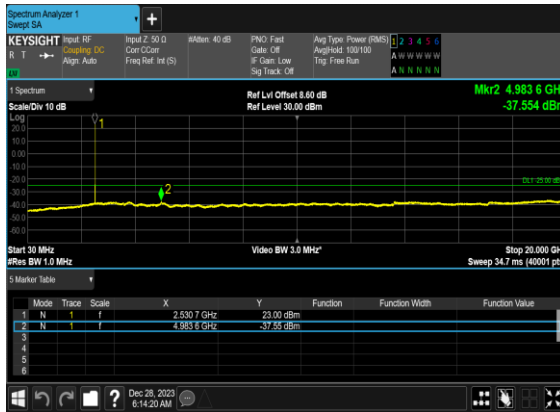 Spectrum Analyzer 1
Swept SA
+
KEYSIGHT Input: RF Input Z: 50 Ω #Atten: 40 dB PNO: Fast Avg Type: Power (RMS) 1 2 3 4 5 6
R T Coupling: DC Corr CCorr Gate: Off Avg|Hold: 100/100 A W W W W W
Align: Auto Freq Ref: Int (S) IF Gain: Low Trig: Free Run
Sig Track: Off A N N N N N
1 Spectrum Ref Lvl Offset 8.60 dB Mkr2 4.983 6 GH
Scale/Div 10 dB Ref Level 30.00 dBm -37.554 dBr
Log
20.0
10.0
0.00
-10.0
-20.0
-30.0
-40.0
-50.0
-60.0
1
2
DL1 -25.00 dB
Start 30 MHz Video BW 3.0 MHz* Stop 20.000 GH
#Res BW 1.0 MHz Sweep 34.7 ms (40001 pt
5 Marker Table
Mode Trace Scale X Y Function Function Width Function Value
1 N 1 f 2.530 7 GHz 23.00 dBm
2 N 1 f 4.983 6 GHz -37.55 dBm
3
4
5
6
? Dec 28, 2023
6:14:20 AM